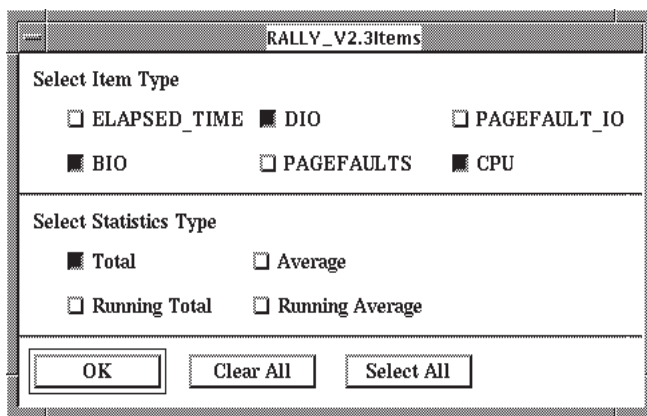 RALLY_V2.3Items
Select Item Type
ELAPSED_TIME DIO PAGEFAULT_IO
BIO PAGEFAULTS CPU
Select Statistics Type
Total Average
Running Total Running Average
OK Clear All Select All